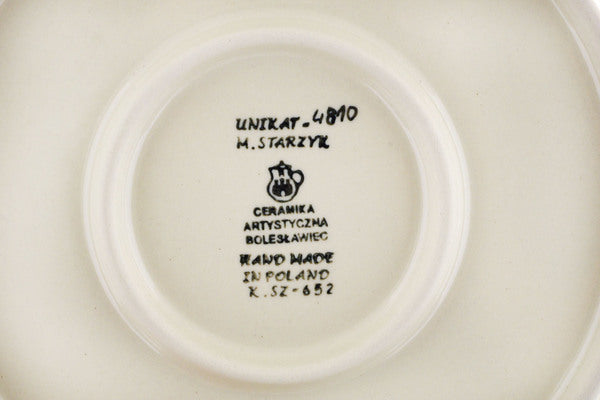 UNIKAT-4810
M. STARZYK
CERAMIKA
ARTYSTYCZNA
BOLESŁAWIEC
HAND MADE
IN POLAND
K.SZ-652